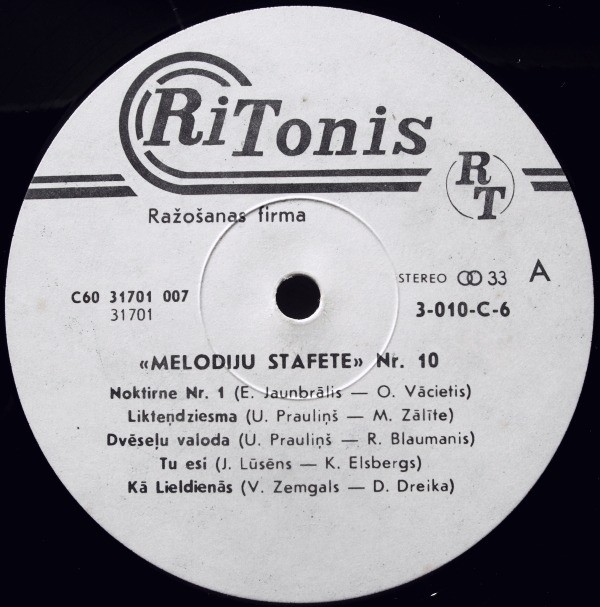 RiTonis
RT
Ražošanas firma
STEREO 33 A
C60 31701 007
3-010-C-6
31701
«MELODIJU STAFETE» Nr. 10
Noktirne Nr. 1 (E. Jaunbrālis — O. Vācietis)
Likteņdziesma (U. Prauliņš — M. Zālīte)
Dvēseļu valoda (U. Prauliņš — R. Blaumanis)
Tu esi (J. Lūsēns — K. Elsbergs)
Kā Lieldienās (V. Zemgals — D. Dreika)